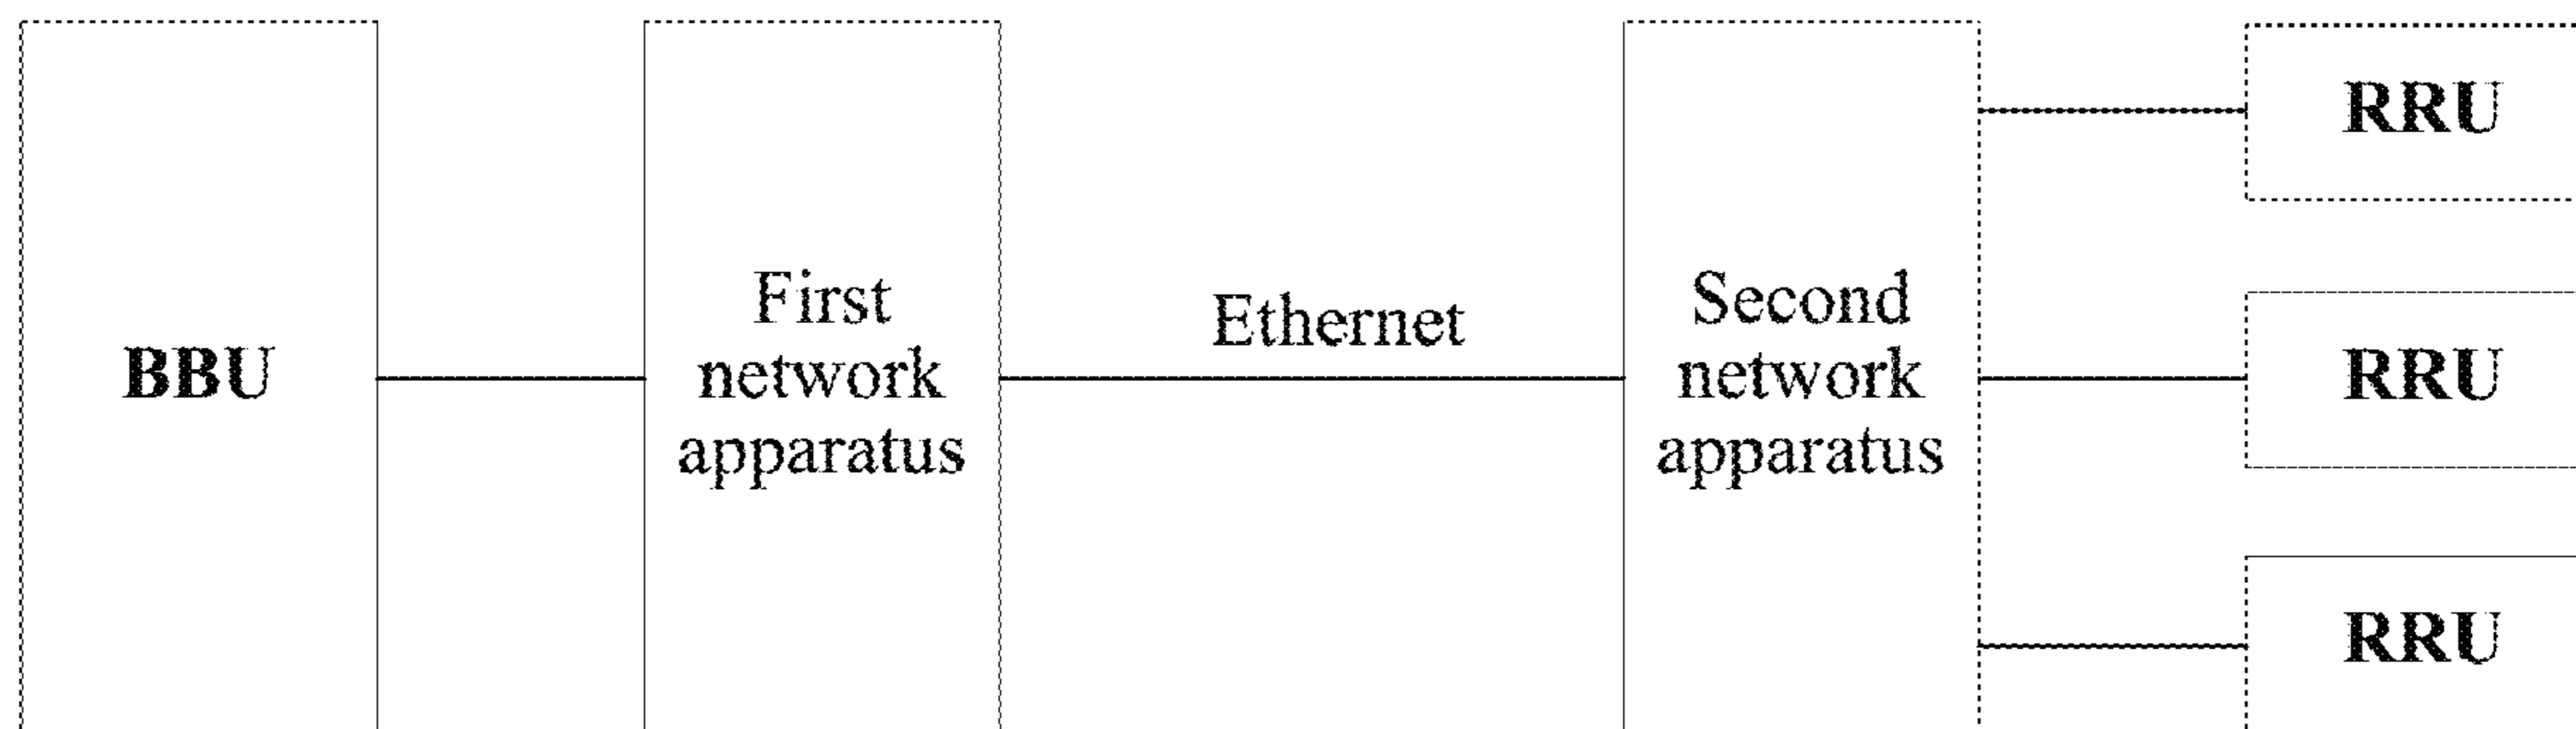 BBU
First
network
apparatus
Ethernet
Second
network
apparatus
RRU
RRU
RRU